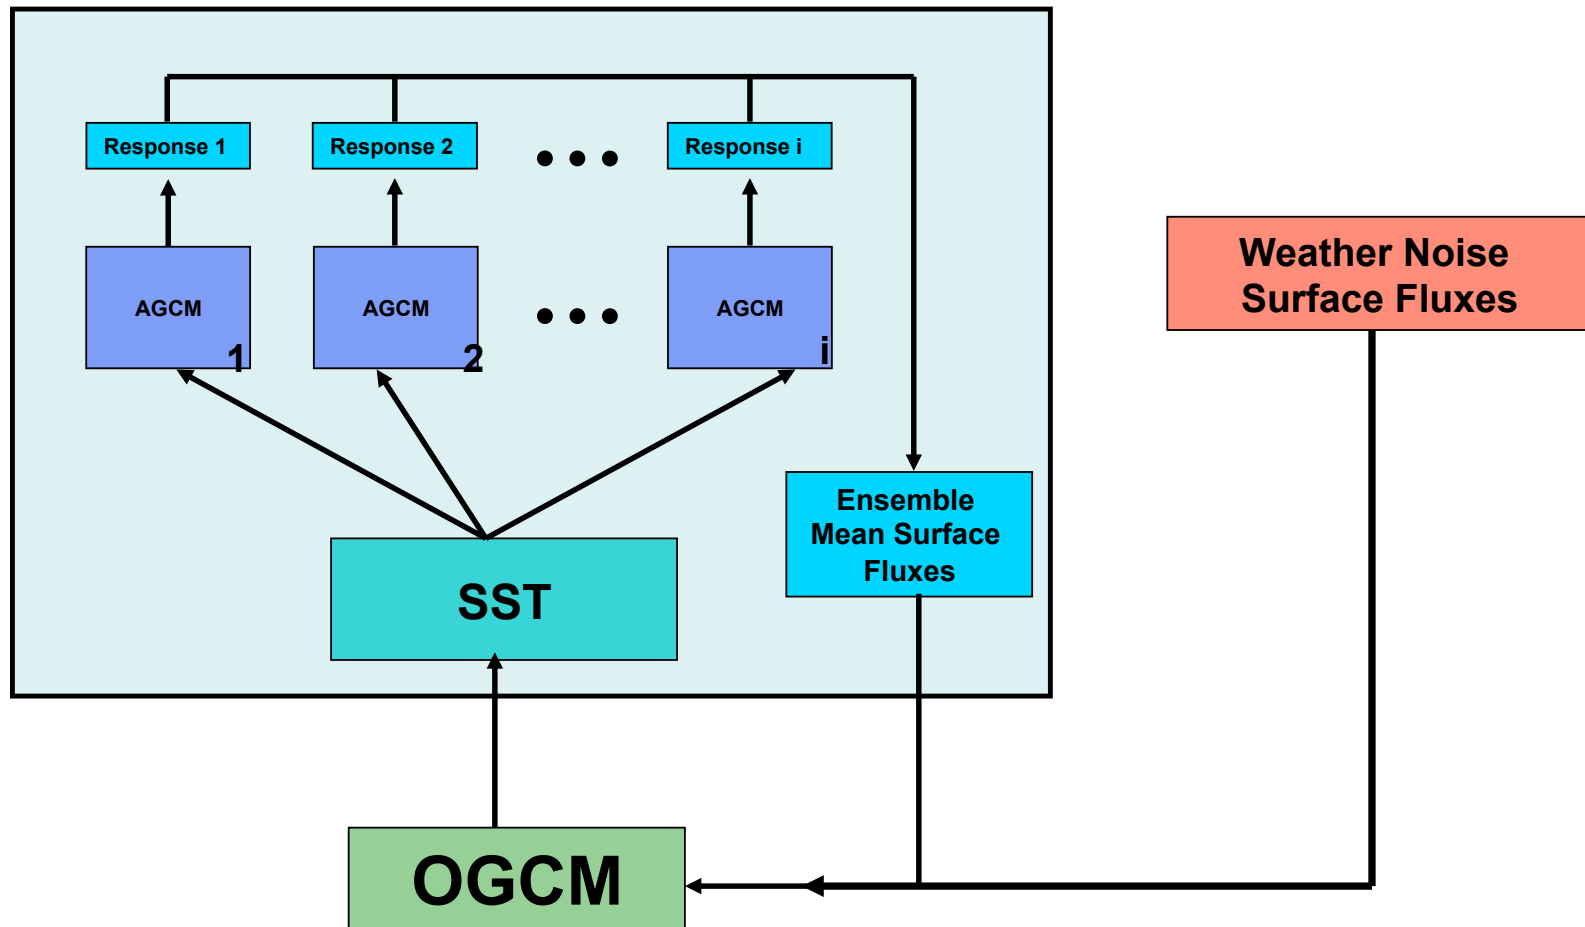 Response 1
Response 2
Response i
AGCM
1
AGCM
2
AGCM
i
Weather Noise
Surface Fluxes
Ensemble
Mean Surface
Fluxes
SST
OGCM